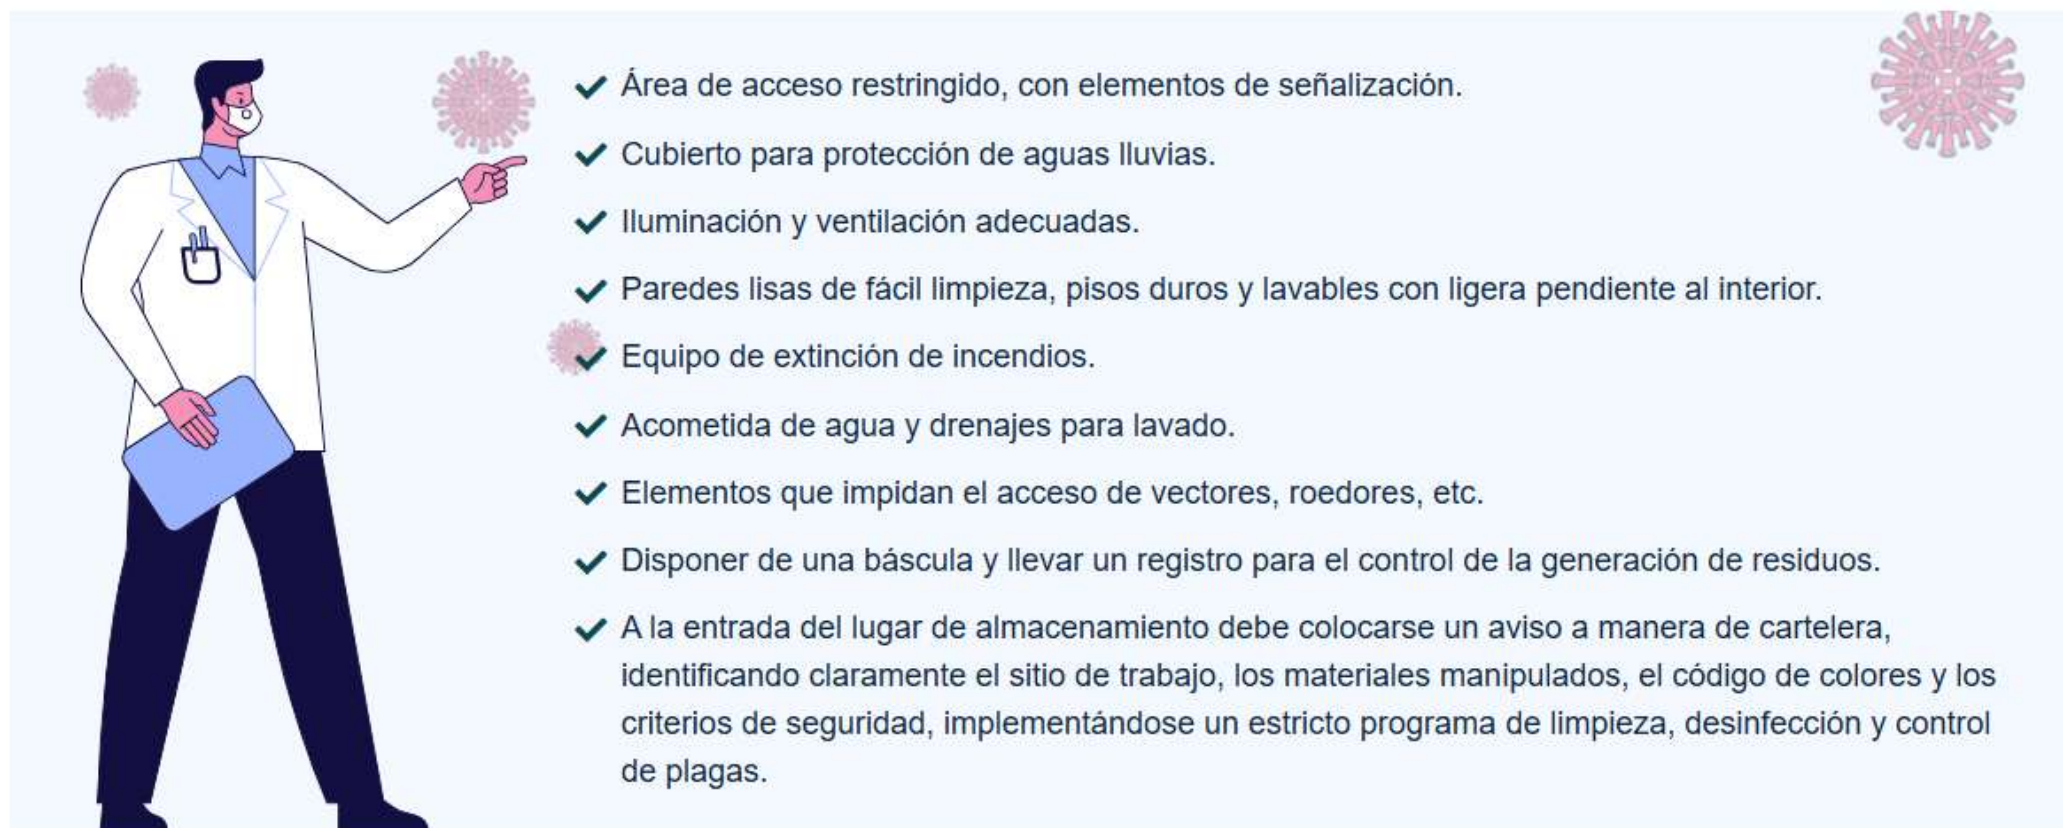 Área de acceso restringido, con elementos de señalización.
Cubierto para protección de aguas lluvias.
Iluminación y ventilación adecuadas.
Paredes lisas de fácil limpieza, pisos duros y lavables con ligera pendiente al interior.
Equipo de extinción de incendios.
Acometida de agua y drenajes para lavado.
Elementos que impidan el acceso de vectores, roedores, etc.
Disponer de una báscula y llevar un registro para el control de la generación de residuos.
A la entrada del lugar de almacenamiento debe colocarse un aviso a manera de cartelera,
identificando claramente el sitio de trabajo, los materiales manipulados, el código de colores y los
criterios de seguridad, implementándose un estricto programa de limpieza, desinfección y control
de plagas.